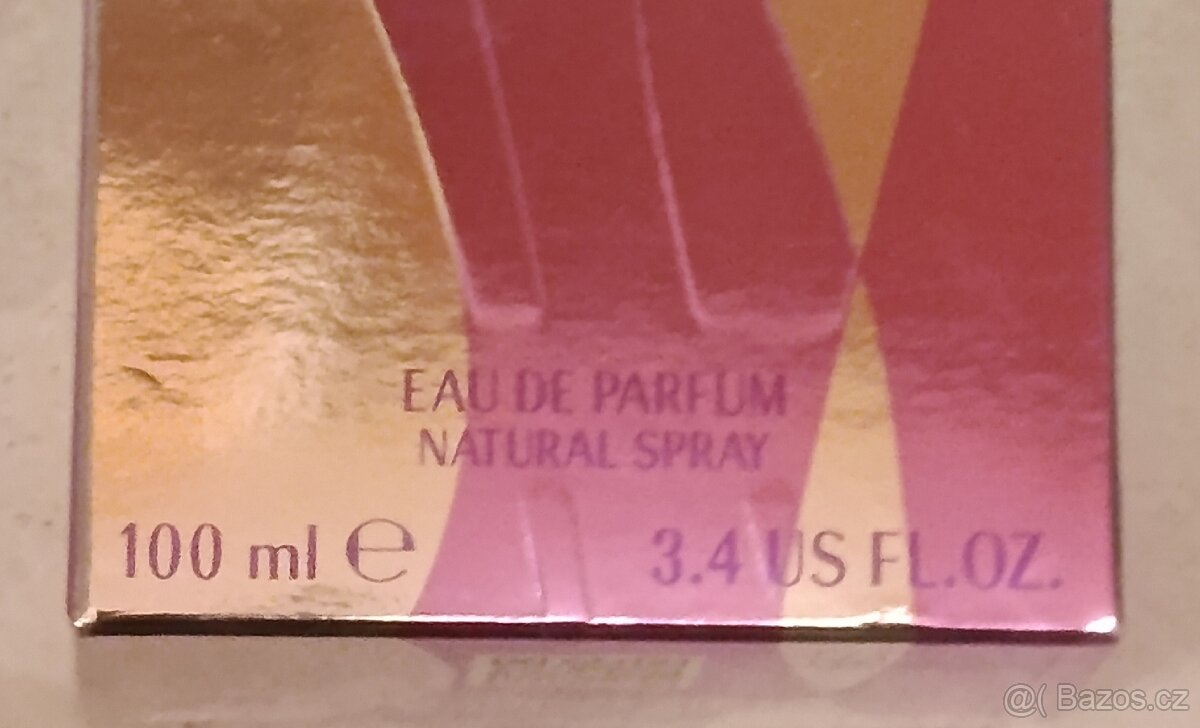 EAU DE PARFUM
NATURAL SPRAY
100 ml ℮ 3.4 US FL.OZ.
@( Bazos.cz